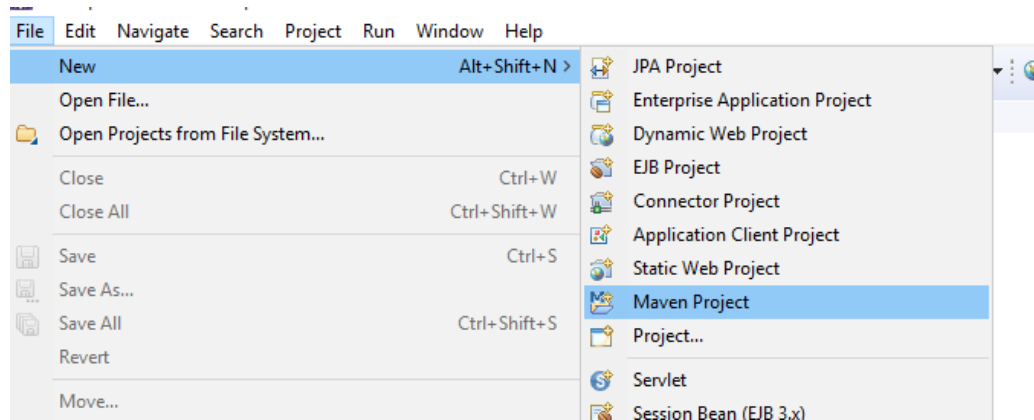 File Edit Navigate Search Project Run Window Help
New Alt+Shift+N >
Open File...
Open Projects from File System...
Close Ctrl+W
Close All Ctrl+Shift+W
Save Ctrl+S
Save As...
Save All Ctrl+Shift+S
Revert
Move...
JPA Project
Enterprise Application Project
Dynamic Web Project
EJB Project
Connector Project
Application Client Project
Static Web Project
Maven Project
Project...
Servlet
Session Bean (EJB 3.x)